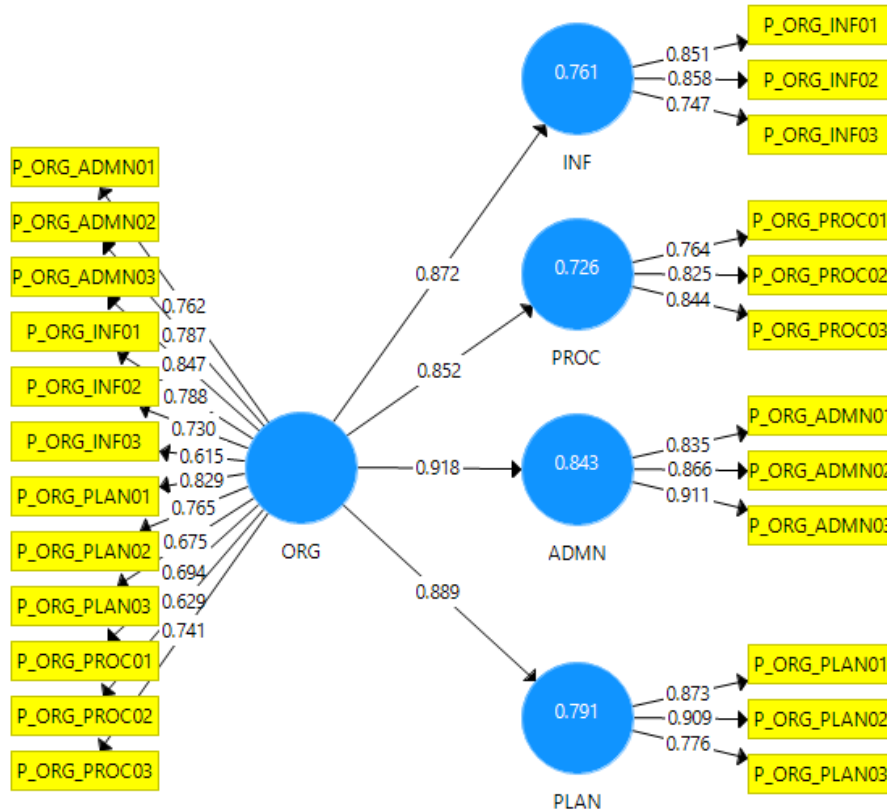 P_ORG_ADMN01
P_ORG_ADMN02
P_ORG_ADMN03
P_ORG_INF01
P_ORG_INF02
P_ORG_INF03
P_ORG_PLAN01
P_ORG_PLAN02
P_ORG_PLAN03
P_ORG_PROC01
P_ORG_PROC02
P_ORG_PROC03
0.762
0.787
0.847
0.788
0.730
0.615
0.829
0.765
0.675
0.694
0.629
0.741
ORG
0.872
0.852
0.918
0.889
0.761
INF
0.851
0.858
0.747
P_ORG_INF01
P_ORG_INF02
P_ORG_INF03
0.726
PROC
0.764
0.825
0.844
P_ORG_PROC01
P_ORG_PROC02
P_ORG_PROC03
0.843
ADMN
0.835
0.866
0.911
P_ORG_ADMN01
P_ORG_ADMN02
P_ORG_ADMN03
0.791
PLAN
0.873
0.909
0.776
P_ORG_PLAN01
P_ORG_PLAN02
P_ORG_PLAN03